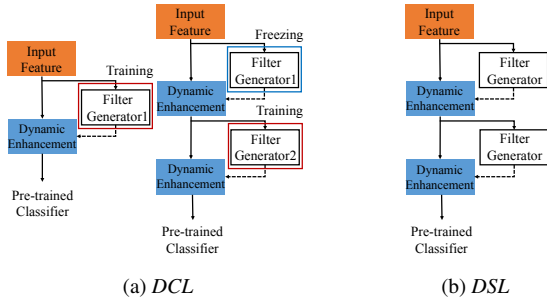 Input
Feature
Training
Filter
Generator1
Dynamic
Enhancement
Pre-trained
Classifier
Input
Feature
Freezing
Filter
Generator1
Dynamic
Enhancement
Training
Filter
Generator2
Dynamic
Enhancement
Pre-trained
Classifier
(a) DCL
Input
Feature
Filter
Generator
Dynamic
Enhancement
Filter
Generator
Dynamic
Enhancement
Pre-trained
Classifier
(b) DSL